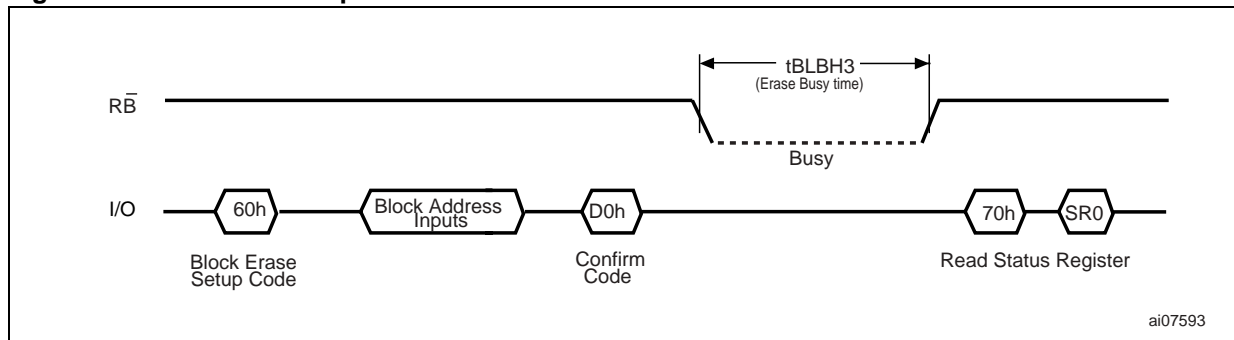 tBLBH3
(Erase Busy time)
RB̅
Busy
I/O
60h
Block Address
Inputs
D0h
70h
SR0
Block Erase
Setup Code
Confirm
Code
Read Status Register
ai07593